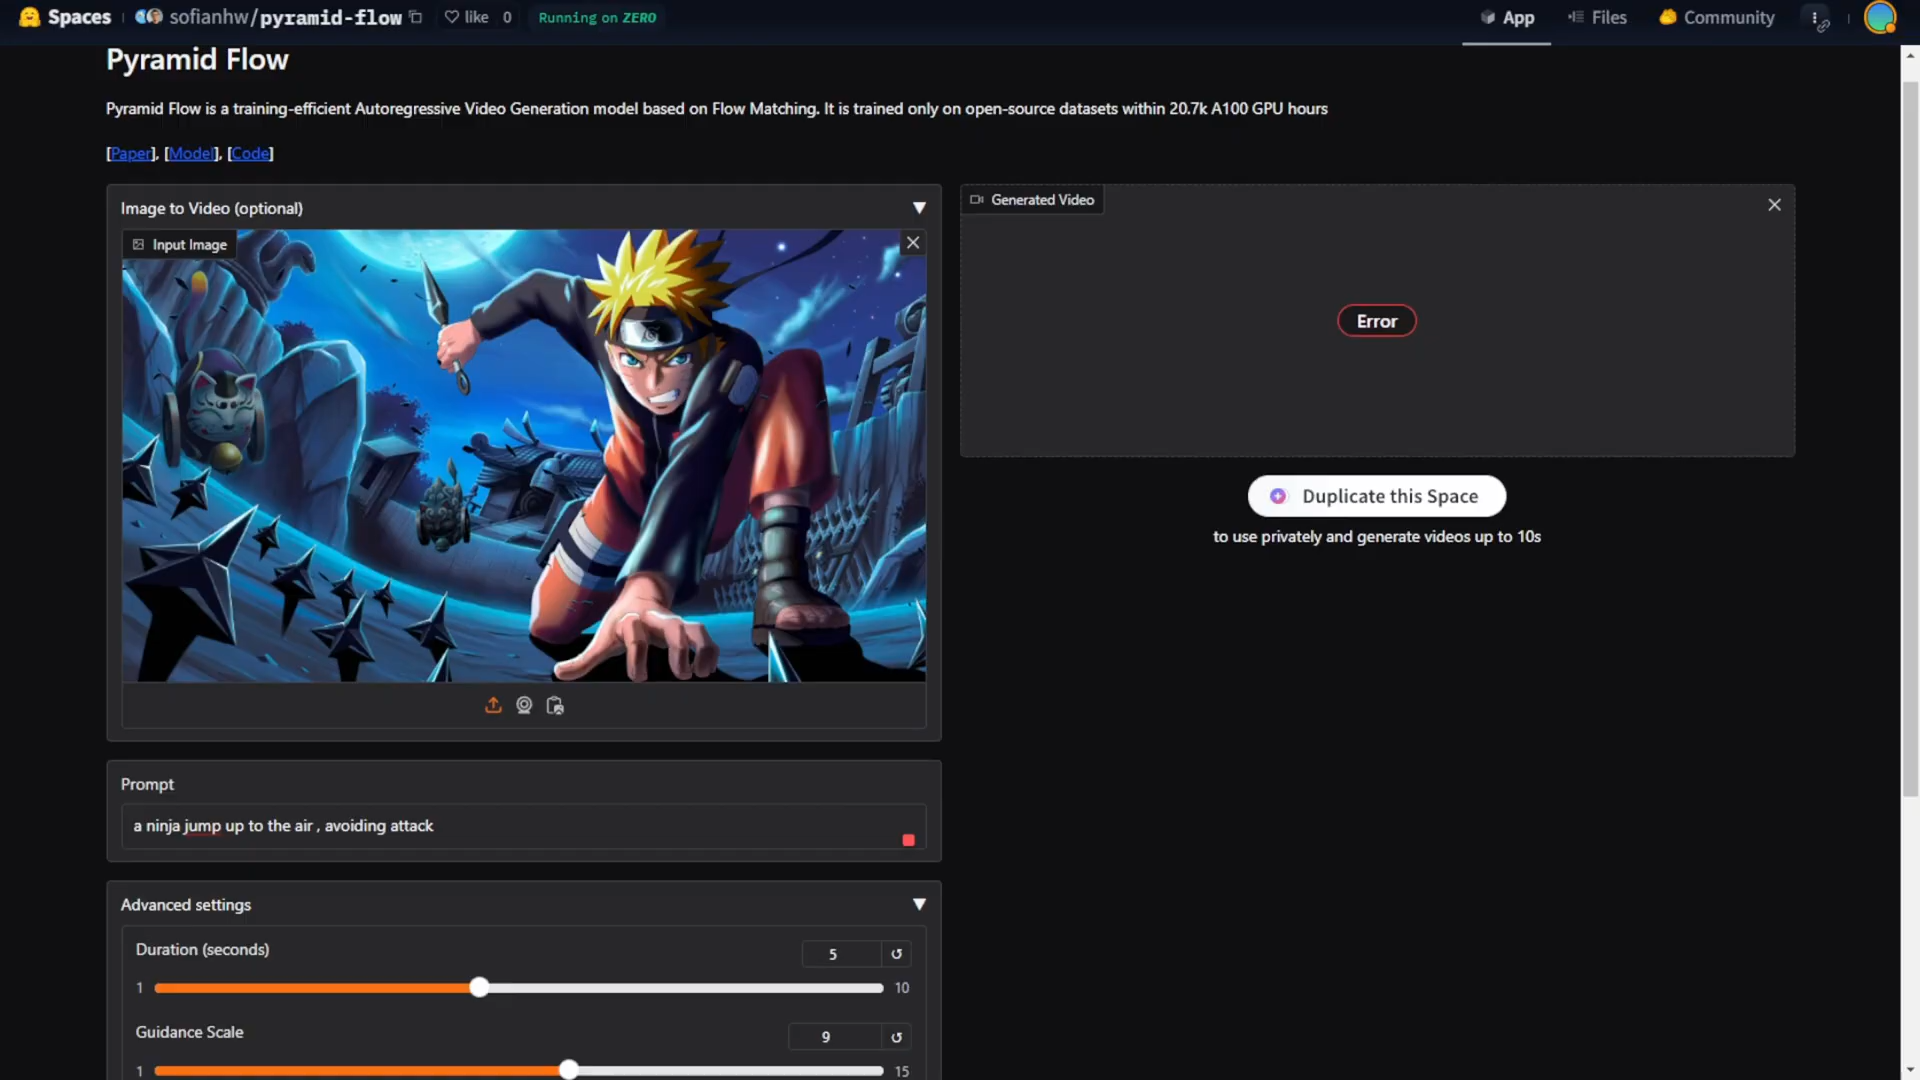 Spaces sofianhw/pyramid-flow like 0 Running on ZERO App Files Community
Pyramid Flow
Pyramid Flow is a training-efficient Autoregressive Video Generation model based on Flow Matching. It is trained only on open-source datasets within 20.7k A100 GPU hours
[Paper], [Model], [Code]
Image to Video (optional)
Input Image
Generated Video
Error
Duplicate this Space
to use privately and generate videos up to 10s
Prompt
a ninja jump up to the air , avoiding attack
Advanced settings
Duration (seconds) 5
1 10
Guidance Scale 9
1 15